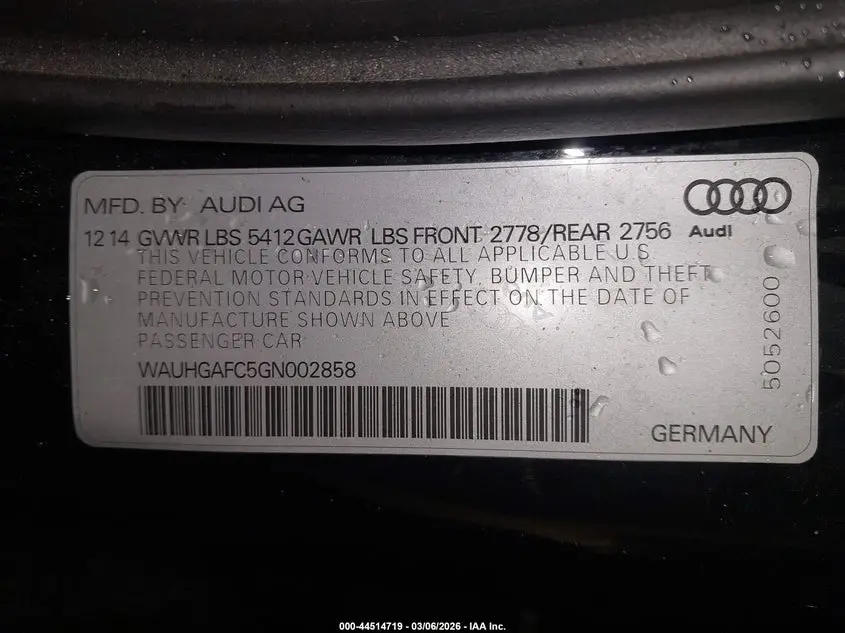 MFD. BY: AUDI AG
12 14 GVWR LBS 5412 GAWR LBS FRONT 2778/REAR 2756
Audi
THIS VEHICLE CONFORMS TO ALL APPLICABLE U.S
FEDERAL MOTOR VEHICLE SAFETY, BUMPER AND THEFT
PREVENTION STANDARDS IN EFFECT ON THE DATE OF
MANUFACTURE SHOWN ABOVE
PASSENGER CAR
WAUHGAFC5GN002858
5052600
GERMANY
000-44514719 - 03/06/2026 - IAA Inc.